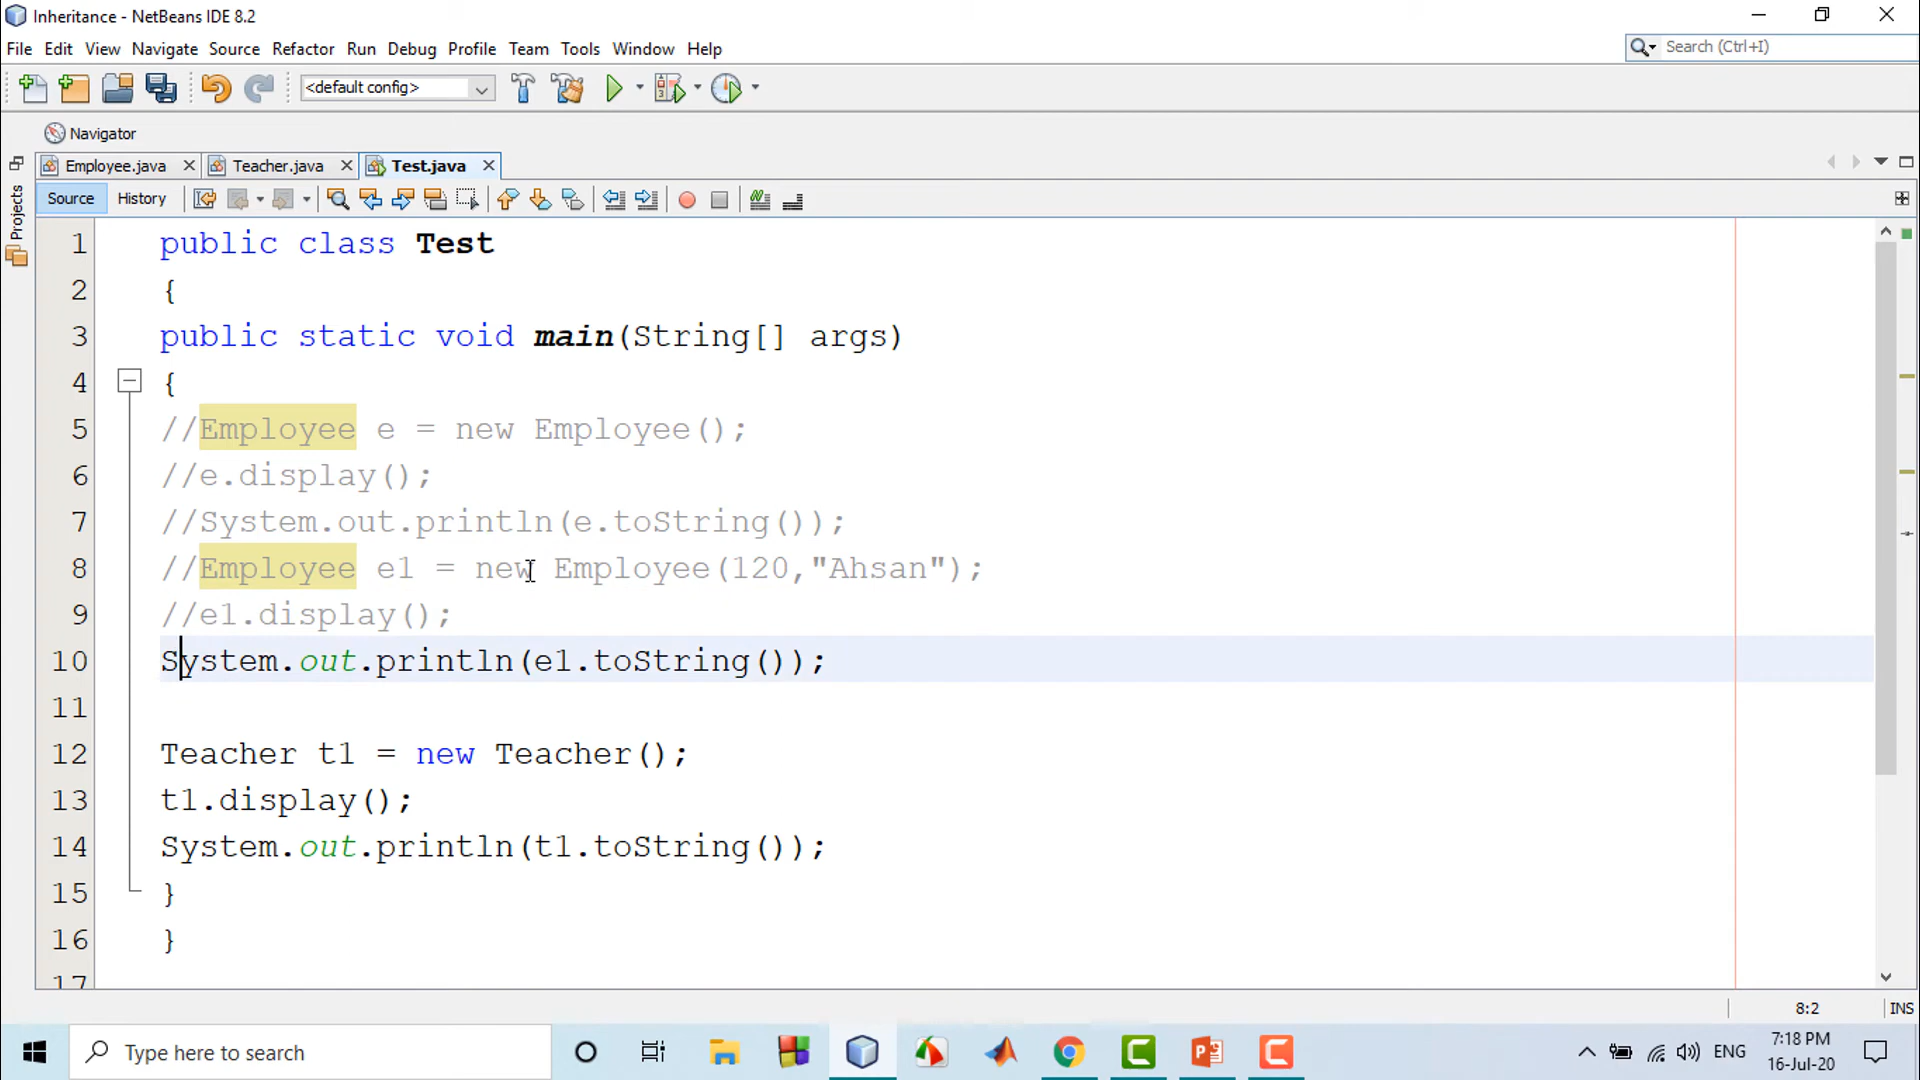 Inheritance - NetBeans IDE 8.2
File Edit View Navigate Source Refactor Run Debug Profile Team Tools Window Help
Search (Ctrl+I)
<default config>
Navigator
Projects
Employee.java Teacher.java Test.java
Source History
1 public class Test
2 {
3 public static void main(String[] args)
4 {
5 //Employee e = new Employee();
6 //e.display();
7 //System.out.println(e.toString());
8 //Employee e1 = new Employee(120,"Ahsan");
9 //e1.display();
10 System.out.println(e1.toString());
11
12 Teacher t1 = new Teacher();
13 t1.display();
14 System.out.println(t1.toString());
15 }
16 }
17
8:2 INS
Type here to search
ENG
7:18 PM
16-Jul-20